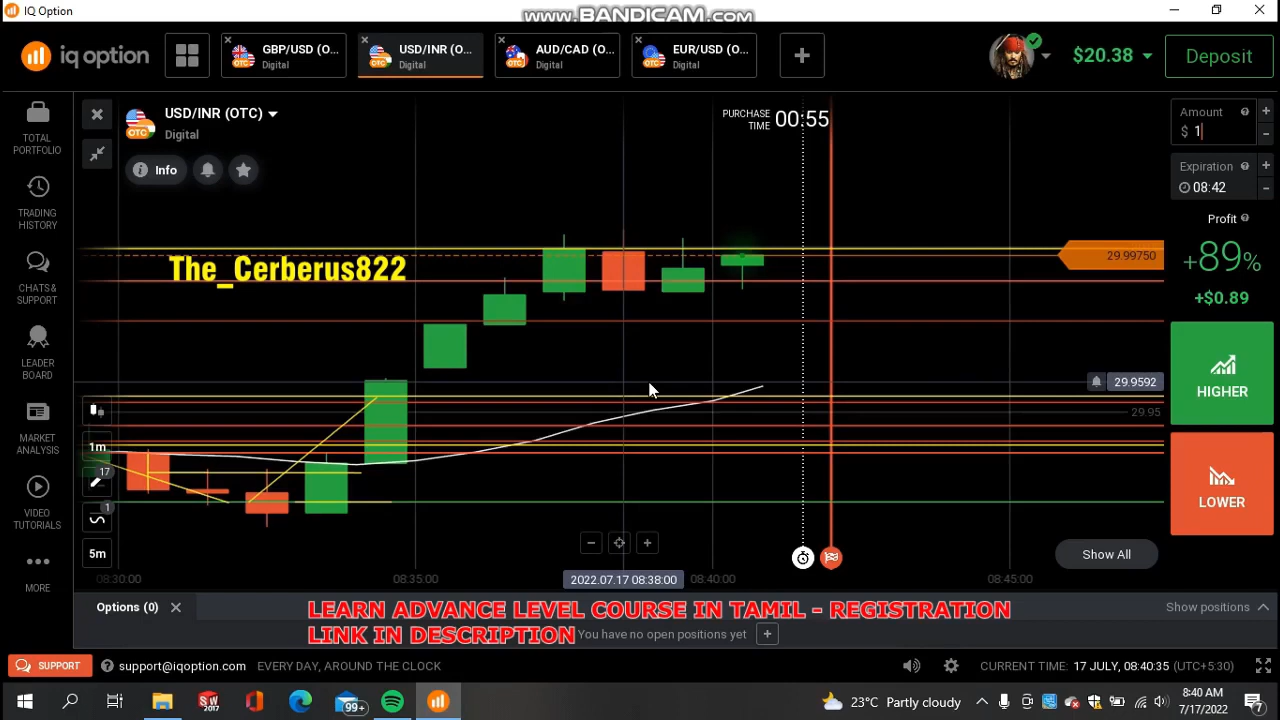 IQ Option
www.BANDICAM.com
iq option
GBP/USD (O...
Digital
USD/INR (O...
Digital
AUD/CAD (O...
Digital
EUR/USD (O...
Digital
$20.38
Deposit
TOTAL
PORTFOLIO
TRADING
HISTORY
CHATS &
SUPPORT
LEADER
BOARD
MARKET
ANALYSIS
VIDEO
TUTORIALS
MORE
USD/INR (OTC)
OTC
Digital
Info
PURCHASE
TIME
00:55
The_Cerberus822
29.99750
29.9592
29.95
1m
17
1
5m
08:30:00
08:35:00
2022.07.17 08:38:00
08:40:00
08:45:00
Amount
$ 1
Expiration
08:42
Profit
+89%
+$0.89
HIGHER
LOWER
Show All
Options (0)
Show positions
LEARN ADVANCE LEVEL COURSE IN TAMIL - REGISTRATION
LINK IN DESCRIPTION
You have no open positions yet
SUPPORT
support@iqoption.com
EVERY DAY, AROUND THE CLOCK
CURRENT TIME: 17 JULY, 08:40:35 (UTC+5:30)
SW
2017
99+
23°C Partly cloudy
8:40 AM
7/17/2022